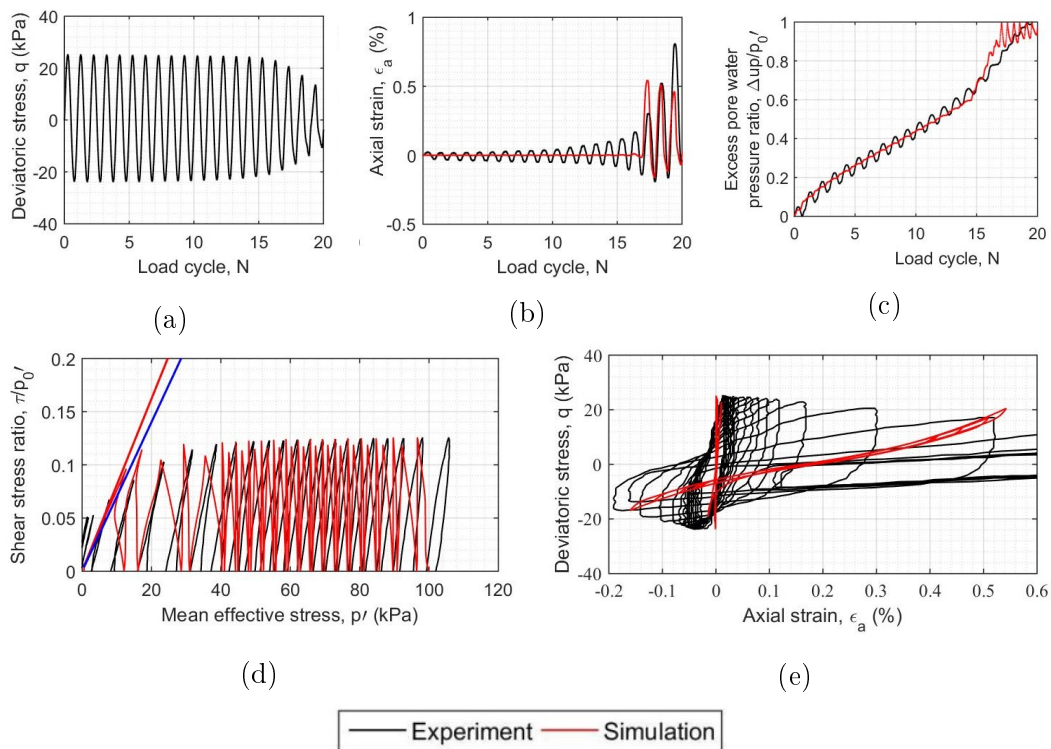 Deviatoric stress, q (kPa)
40
20
0
-20
-40
0 5 10 15 20
Load cycle, N
(a)
Axial strain, ϵa (%)
1
0.5
0
-0.5
0 5 10 15 20
Load cycle, N
(b)
Excess pore water
pressure ratio, Δup/p0′
1
0.8
0.6
0.4
0.2
0
0 5 10 15 20
Load cycle, N
(c)
Shear stress ratio, τ/p0′
0.2
0.15
0.1
0.05
0
0 20 40 60 80 100 120
Mean effective stress, p′ (kPa)
(d)
Deviatoric stress, q (kPa)
40
20
0
-20
-40
-0.2 -0.1 0 0.1 0.2 0.3 0.4 0.5 0.6
Axial strain, ϵa (%)
(e)
Experiment Simulation